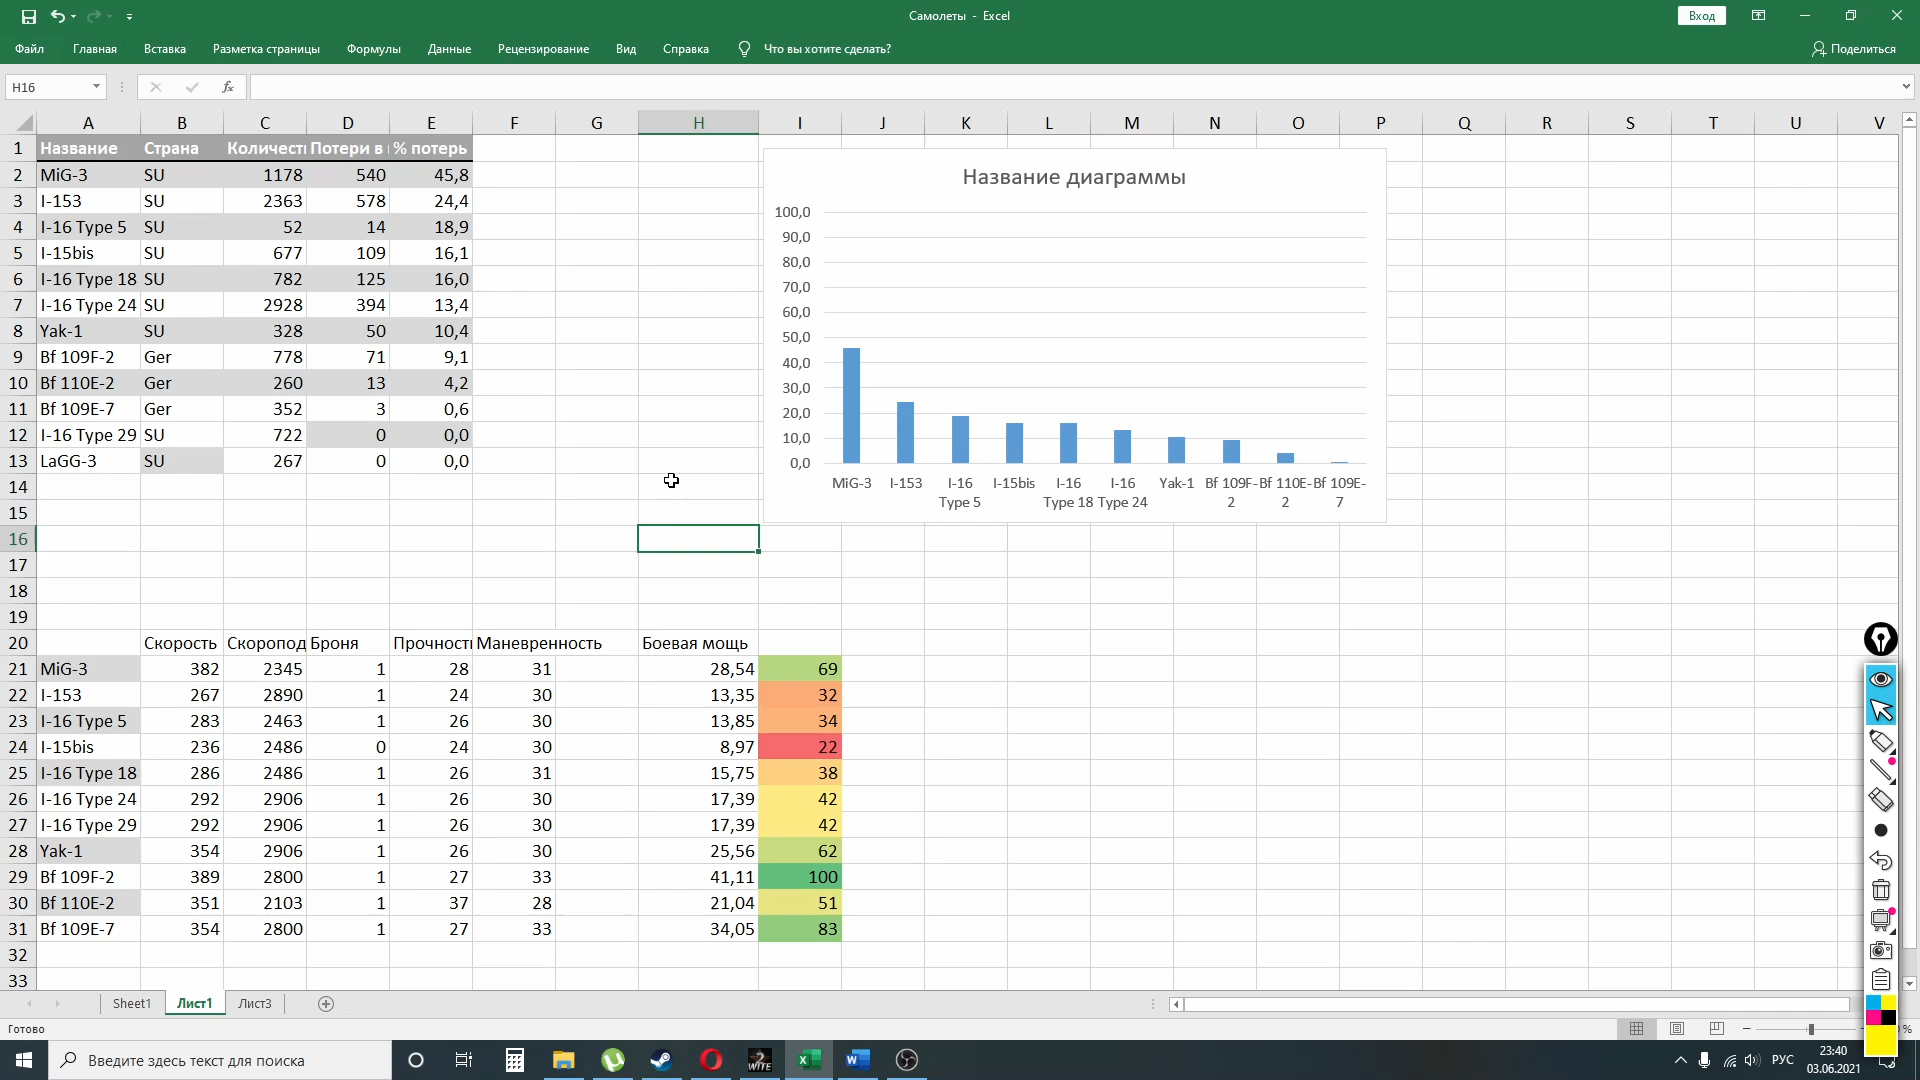 Самолеты - Excel
Вход
Файл Главная Вставка Разметка страницы Формулы Данные Рецензирование Вид Справка Что вы хотите сделать? Поделиться
H16 fx
A B C D E F G H I J K L M N O P Q R S T U V
1 Название Страна Количест Потери в % потерь
2 MiG-3 SU 1178 540 45,8
3 I-153 SU 2363 578 24,4
4 I-16 Type 5 SU 52 14 18,9
5 I-15bis SU 677 109 16,1
6 I-16 Type 18 SU 782 125 16,0
7 I-16 Type 24 SU 2928 394 13,4
8 Yak-1 SU 328 50 10,4
9 Bf 109F-2 Ger 778 71 9,1
10 Bf 110E-2 Ger 260 13 4,2
11 Bf 109E-7 Ger 352 3 0,6
12 I-16 Type 29 SU 722 0 0,0
13 LaGG-3 SU 267 0 0,0
14
15
16
17
18
19
Название диаграммы
100,0
90,0
80,0
70,0
60,0
50,0
40,0
30,0
20,0
10,0
0,0
MiG-3 I-153 I-16 I-15bis I-16 I-16 Yak-1 Bf 109F- Bf 110E- Bf 109E-
Type 5 Type 18 Type 24 2 2 7
20 Скорость Скоропод Броня Прочност Маневренность Боевая мощь
21 MiG-3 382 2345 1 28 31 28,54 69
22 I-153 267 2890 1 24 30 13,35 32
23 I-16 Type 5 283 2463 1 26 30 13,85 34
24 I-15bis 236 2486 0 24 30 8,97 22
25 I-16 Type 18 286 2486 1 26 31 15,75 38
26 I-16 Type 24 292 2906 1 26 30 17,39 42
27 I-16 Type 29 292 2906 1 26 30 17,39 42
28 Yak-1 354 2906 1 26 30 25,56 62
29 Bf 109F-2 389 2800 1 27 33 41,11 100
30 Bf 110E-2 351 2103 1 37 28 21,04 51
31 Bf 109E-7 354 2800 1 27 33 34,05 83
32
33
Sheet1 Лист1 Лист3
Готово %
Введите здесь текст для поиска
WITE
РУС
23:40
03.06.2021